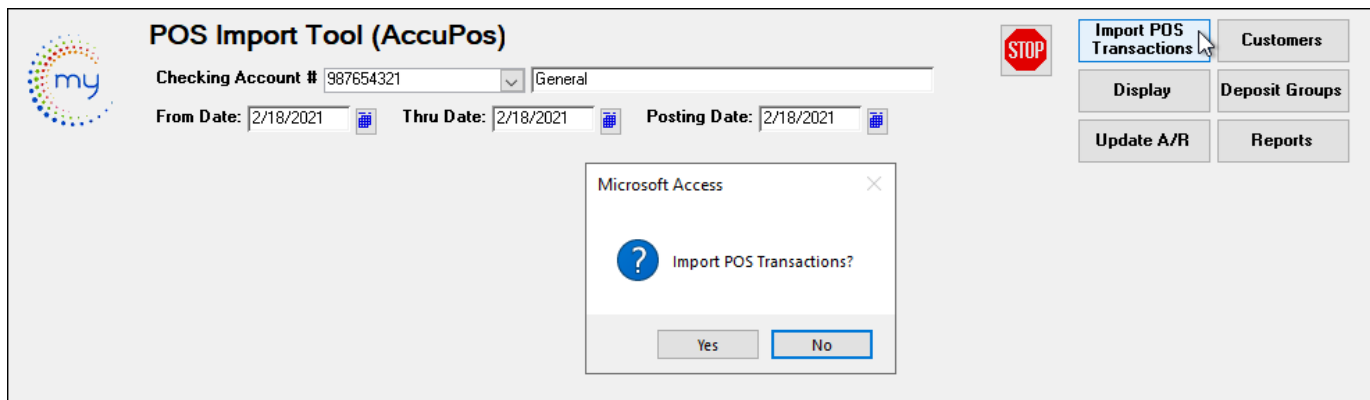 POS Import Tool (AccuPos)
my
STOP
Import POS
Transactions
Customers
Checking Account # 987654321 General
Display
Deposit Groups
From Date: 2/18/2021 Thru Date: 2/18/2021 Posting Date: 2/18/2021
Update A/R
Reports
Microsoft Access
? Import POS Transactions?
Yes No